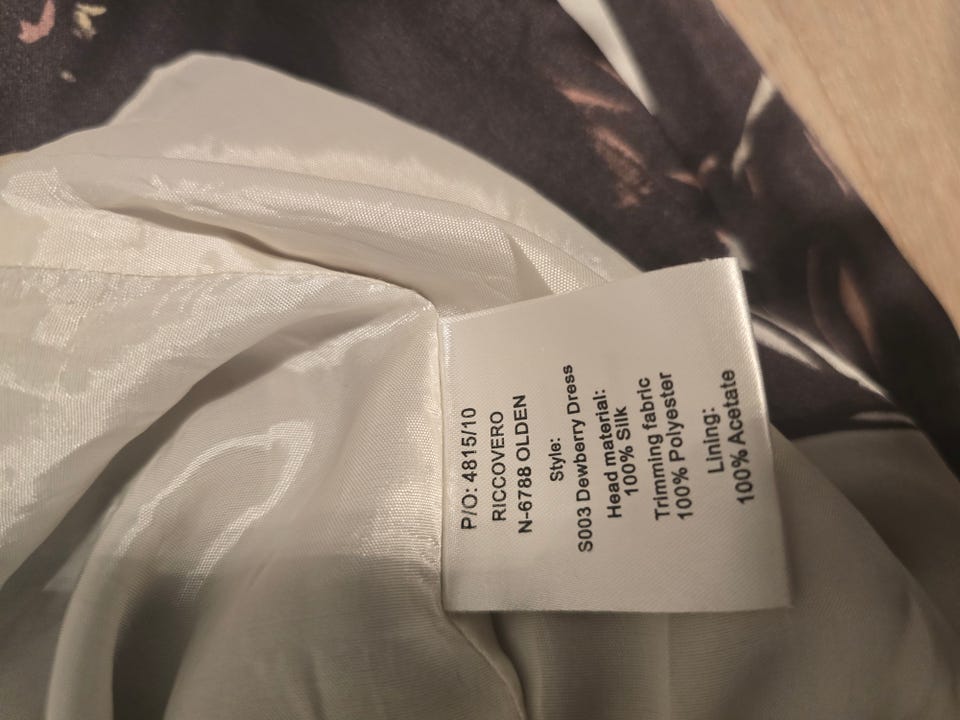 P/O: 4815/10
RICCOVERO
N-6788 OLDEN
Style:
S003 Dewberry Dress
Head material:
100% Silk
Trimming fabric
100% Polyester
Lining:
100% Acetate